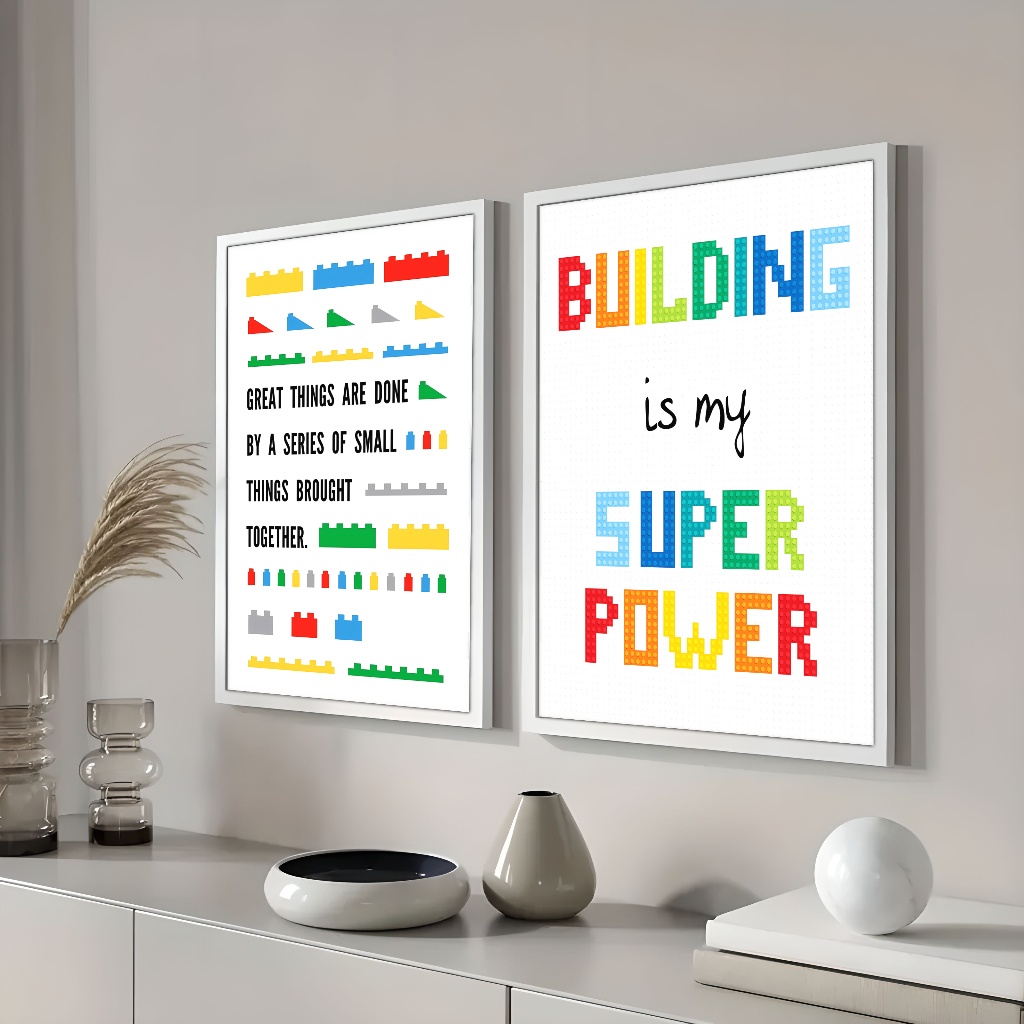 GREAT THINGS ARE DONE
BY A SERIES OF SMALL
THINGS BROUGHT
TOGETHER.
BUILDING
is my
SUPER
POWER